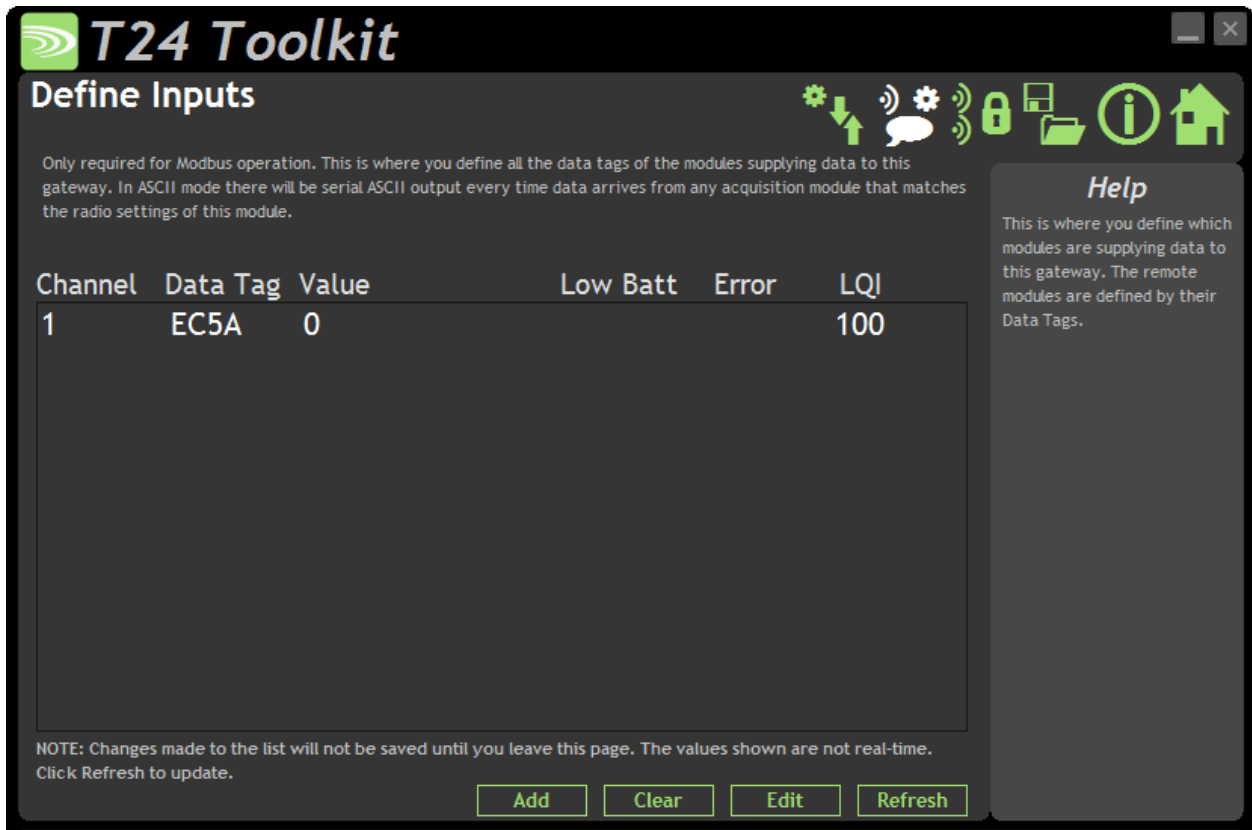 T24 Toolkit
Define Inputs
Only required for Modbus operation. This is where you define all the data tags of the modules supplying data to this
gateway. In ASCII mode there will be serial ASCII output every time data arrives from any acquisition module that matches
the radio settings of this module.
Channel Data Tag Value Low Batt Error LQI
1 EC5A 0 100
NOTE: Changes made to the list will not be saved until you leave this page. The values shown are not real-time.
Click Refresh to update.
Add Clear Edit Refresh
Help
This is where you define which
modules are supplying data to
this gateway. The remote
modules are defined by their
Data Tags.